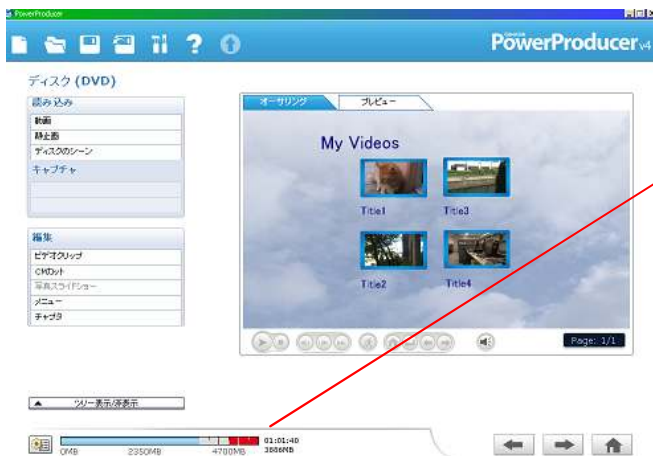 PowerProducer
PowerProducer v4
ディスク (DVD)
読み込み
動画
静止画
ディスクのシーン
キャプチャ
編集
ビデオクリップ
CMカット
写真スライドショー
メニュー
チャプタ
ツリー表示/非表示
オーサリング
プレビュー
My Videos
Title1
Title3
Title2
Title4
Page: 1/1
0MB
2350MB
4700MB
01:01:40
3806MB